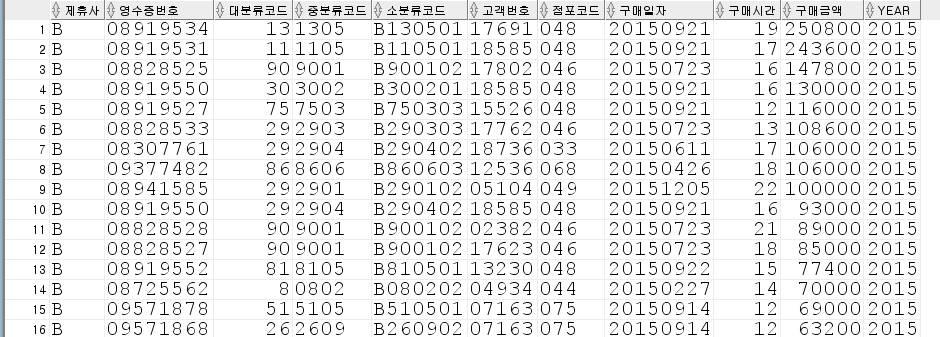 제휴사 영수증번호 대분류코드 중분류코드 소분류코드 고객번호 점포코드 구매일자 구매시간 구매금액 YEAR
1 B 08919534 13 1305 B130501 17691 048 20150921 19 250800 2015
2 B 08919531 11 1105 B110501 18585 048 20150921 17 243600 2015
3 B 08828525 90 9001 B900102 17802 046 20150723 16 147800 2015
4 B 08919550 30 3002 B300201 18585 048 20150921 16 130000 2015
5 B 08919527 75 7503 B750303 15526 048 20150921 12 116000 2015
6 B 08828533 29 2903 B290303 17762 046 20150723 13 108600 2015
7 B 08307761 29 2904 B290402 18736 033 20150611 17 106000 2015
8 B 09377482 86 8606 B860603 12536 068 20150426 18 106000 2015
9 B 08941585 29 2901 B290102 05104 049 20151205 22 100000 2015
10 B 08919550 29 2904 B290402 18585 048 20150921 16 93000 2015
11 B 08828528 90 9001 B900102 02382 046 20150723 21 89000 2015
12 B 08828527 90 9001 B900102 17623 046 20150723 18 85000 2015
13 B 08919552 81 8105 B810501 13230 048 20150922 15 77400 2015
14 B 08725562 8 0802 B080202 04934 044 20150227 14 70000 2015
15 B 09571878 51 5105 B510501 07163 075 20150914 12 69000 2015
16 B 09571868 26 2609 B260902 07163 075 20150914 12 63200 2015